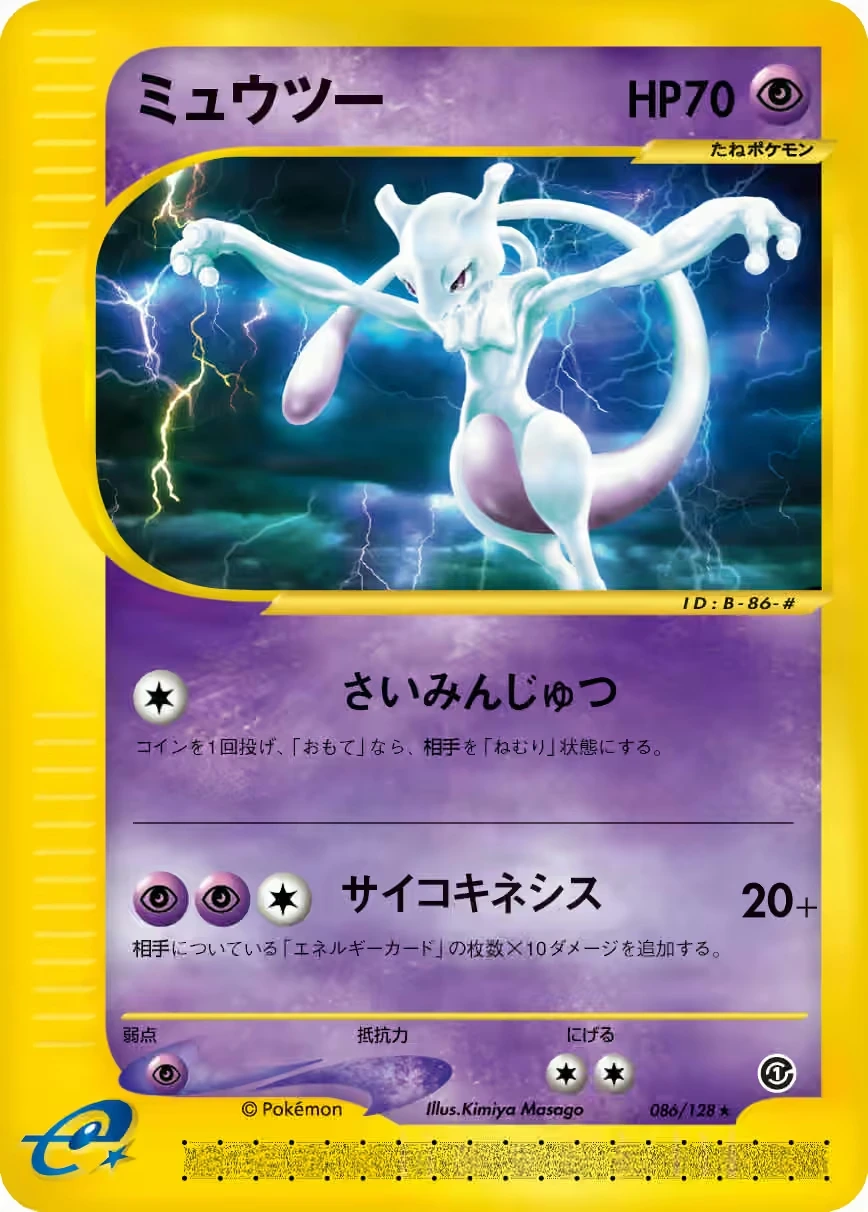 ミュウツー HP70
たねポケモン
ID:B-86-#
さいみんじゅつ
コインを1回投げ、「おもて」なら、相手を「ねむり」状態にする。
サイコキネシス 20+
相手についている「エネルギーカード」の枚数×10ダメージを追加する。
弱点 抵抗力 にげる
1
© Pokémon Illus.Kimiya Masago 086/128★
e